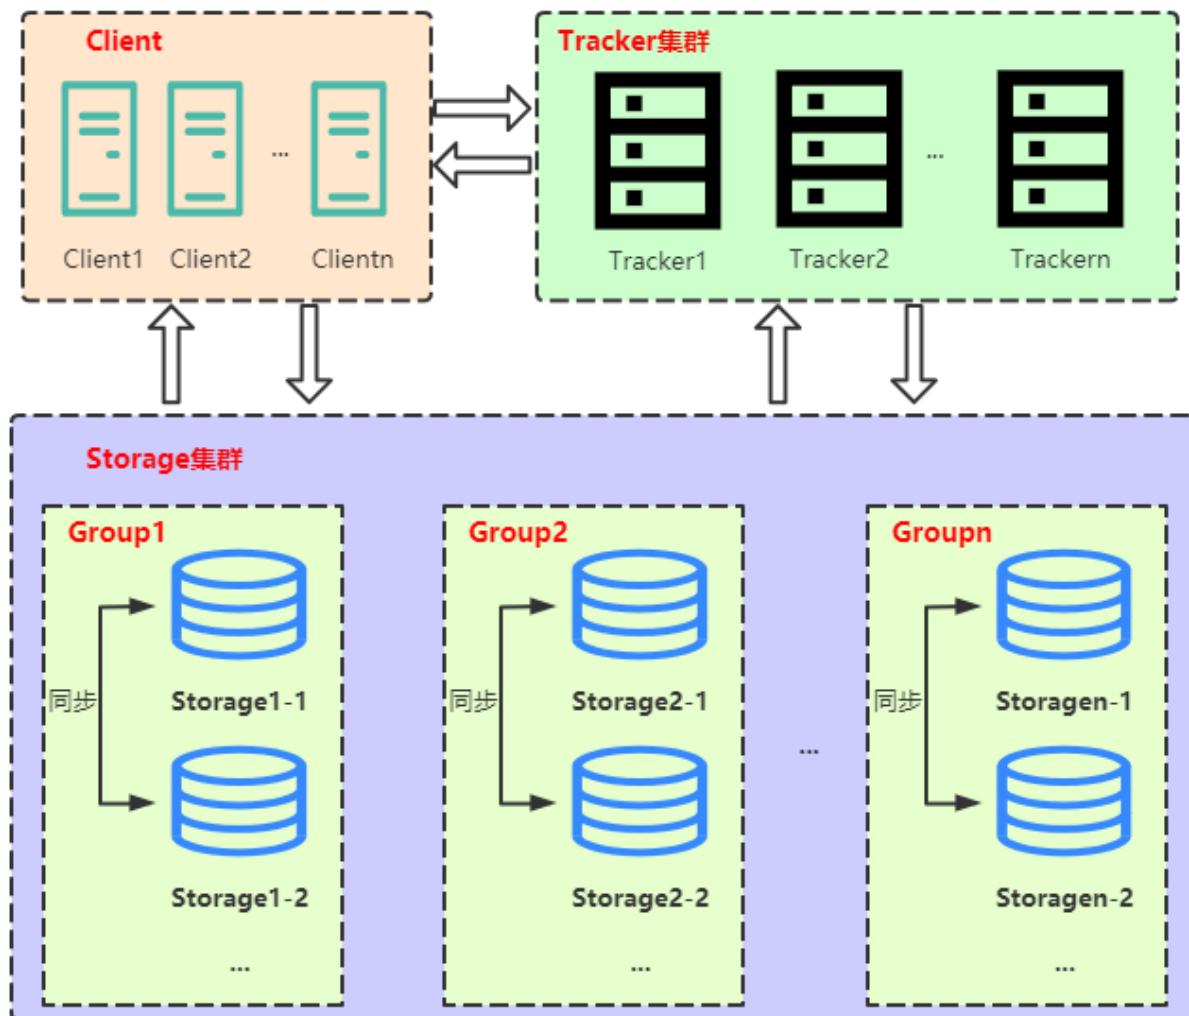 Client
Tracker集群
...
...
Client1 Client2 Clientn
Tracker1 Tracker2 Trackern
Storage集群
Group1 Group2 Groupn
同步 Storage1-1 同步 Storage2-1 同步 Storagen-1
...
Storage1-2 Storage2-2 Storagen-2
... ... ...